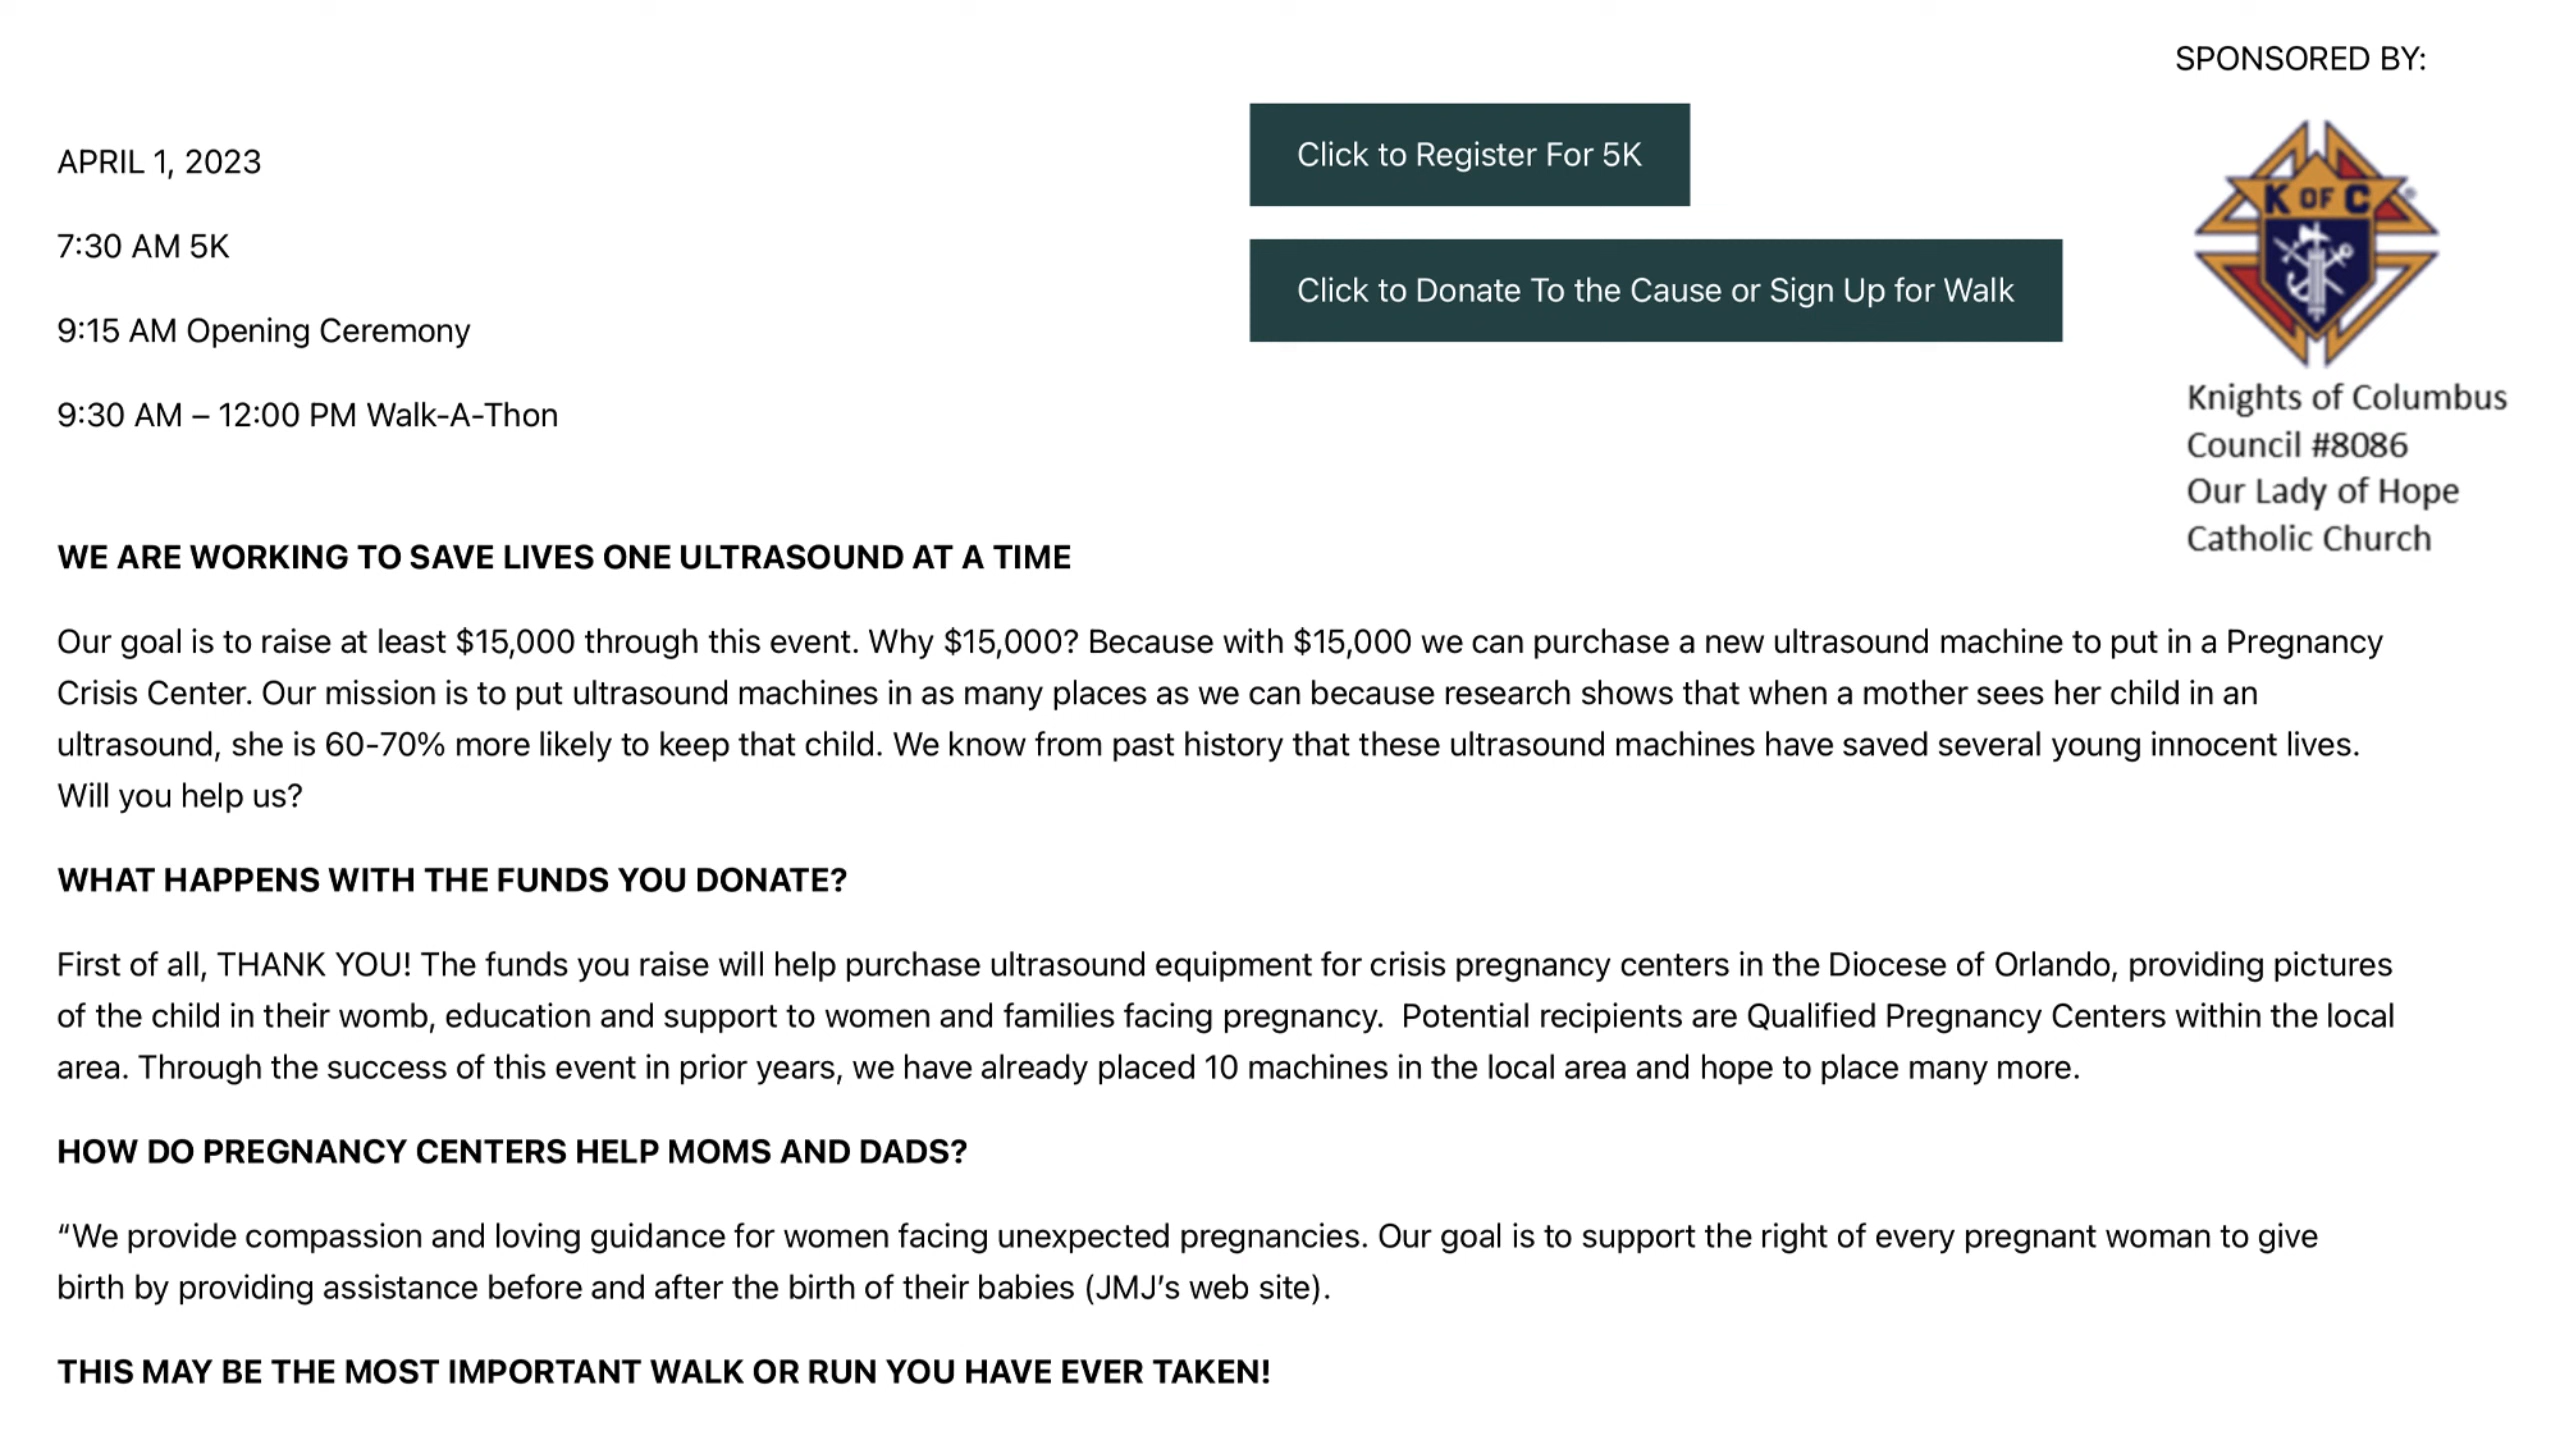 SPONSORED BY:
APRIL 1, 2023
7:30 AM 5K
9:15 AM Opening Ceremony
9:30 AM – 12:00 PM Walk-A-Thon
Click to Register For 5K
Click to Donate To the Cause or Sign Up for Walk
K OF C
®
Knights of Columbus
Council #8086
Our Lady of Hope
Catholic Church
WE ARE WORKING TO SAVE LIVES ONE ULTRASOUND AT A TIME
Our goal is to raise at least $15,000 through this event. Why $15,000? Because with $15,000 we can purchase a new ultrasound machine to put in a Pregnancy
Crisis Center. Our mission is to put ultrasound machines in as many places as we can because research shows that when a mother sees her child in an
ultrasound, she is 60-70% more likely to keep that child. We know from past history that these ultrasound machines have saved several young innocent lives.
Will you help us?
WHAT HAPPENS WITH THE FUNDS YOU DONATE?
First of all, THANK YOU! The funds you raise will help purchase ultrasound equipment for crisis pregnancy centers in the Diocese of Orlando, providing pictures
of the child in their womb, education and support to women and families facing pregnancy.  Potential recipients are Qualified Pregnancy Centers within the local
area. Through the success of this event in prior years, we have already placed 10 machines in the local area and hope to place many more.
HOW DO PREGNANCY CENTERS HELP MOMS AND DADS?
“We provide compassion and loving guidance for women facing unexpected pregnancies. Our goal is to support the right of every pregnant woman to give
birth by providing assistance before and after the birth of their babies (JMJ’s web site).
THIS MAY BE THE MOST IMPORTANT WALK OR RUN YOU HAVE EVER TAKEN!